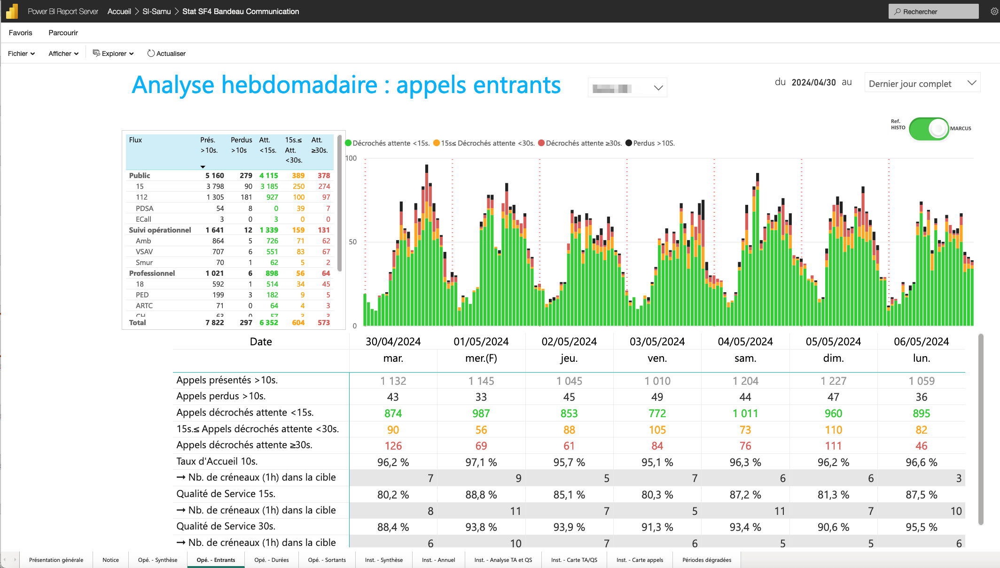 Power BI Report Server Accueil > SI-Samu > Stat SF4 Bandeau Communication Rechercher
Favoris Parcourir
Fichier Afficher Explorer Actualiser
Analyse hebdomadaire : appels entrants
du 2024/04/30 au Dernier jour complet
Ref. HISTO MARCUS
Flux Prés. >10s. Perdus >10s Att. <15s. 15s.≤ Att. <30s. Att. ≥30s.
Public 5 160 279 4 115 389 378
15 3 798 90 3 185 250 274
112 1 305 181 927 100 97
PDSA 54 8 0 39 7
ECall 3 0 3 0 0
Suivi opérationnel 1 641 12 1 339 159 131
Amb 864 5 726 71 62
VSAV 707 6 551 83 67
Smur 70 1 62 5 2
Professionnel 1 021 6 898 56 64
18 592 1 514 34 45
PED 199 3 182 9 5
ARTC 71 0 64 4 3
CH 63 0 57 3 3
Total 7 822 297 6 352 604 573
Décrochés attente <15s. 15s≤ Décrochés attente <30s. Décrochés attente ≥30s. Perdus >10S.
100
50
0
Date 30/04/2024 01/05/2024 02/05/2024 03/05/2024 04/05/2024 05/05/2024 06/05/2024
mar. mer.(F) jeu. ven. sam. dim. lun.
Appels présentés >10s. 1 132 1 145 1 045 1 010 1 204 1 227 1 059
Appels perdus >10s. 43 33 45 49 44 47 36
Appels décrochés attente <15s. 874 987 853 772 1 011 960 895
15s.≤ Appels décrochés attente <30s. 90 56 88 105 73 110 82
Appels décrochés attente ≥30s. 126 69 61 84 76 111 46
Taux d'Accueil 10s. 96,2 % 97,1 % 95,7 % 95,1 % 96,3 % 96,2 % 96,6 %
→ Nb. de créneaux (1h) dans la cible 7 9 5 7 6 6 3
Qualité de Service 15s. 80,2 % 88,8 % 85,1 % 80,3 % 87,2 % 81,3 % 87,5 %
→ Nb. de créneaux (1h) dans la cible 8 11 7 5 11 7 10
Qualité de Service 30s. 88,4 % 93,8 % 93,9 % 91,3 % 93,4 % 90,6 % 95,5 %
→ Nb. de créneaux (1h) dans la cible 6 10 7 6 5 5 6
Présentation générale Notice Opé. - Synthèse Opé. - Entrants Opé. - Durées Opé. - Sortants Inst. - Synthèse Inst. - Annuel Inst. - Analyse TA et QS Inst. - Carte TA/QS Inst. - Carte appels Périodes dégradées